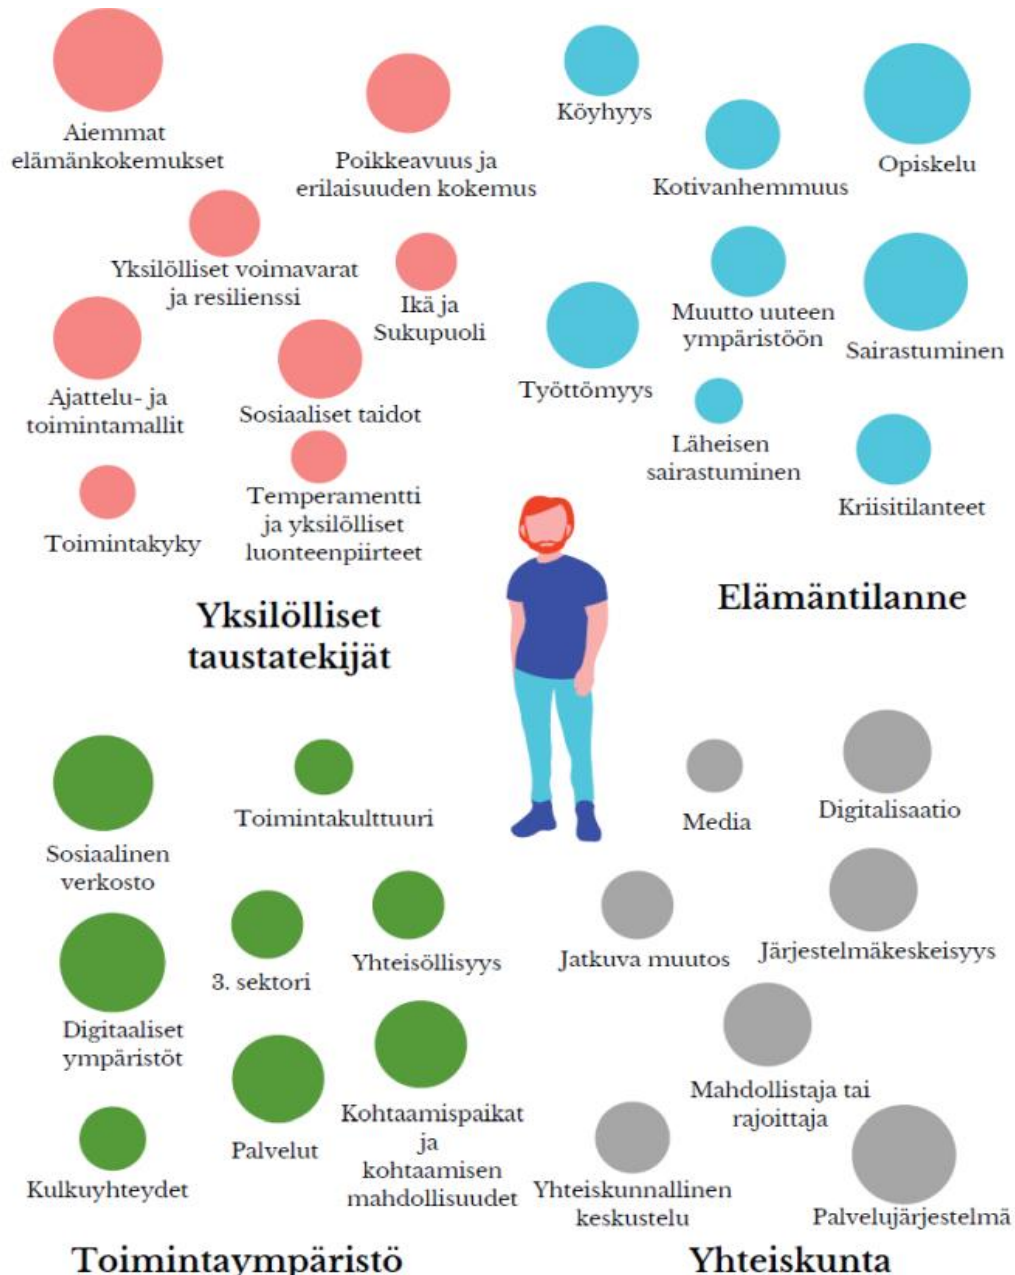 Aiemmat
elämänkokemukset
Poikkeavuus ja
erilaisuuden kokemus
Yksilölliset voimavarat
ja resilienssi
Ikä ja
Sukupuoli
Ajattelu- ja
toimintamallit
Sosiaaliset taidot
Toimintakyky
Temperamentti
ja yksilölliset
luonteenpiirteet
Yksilölliset
taustatekijät
Köyhyys
Kotivanhemmuus
Opiskelu
Muutto uuteen
ympäristöön
Sairastuminen
Työttömyys
Läheisen
sairastuminen
Kriisitilanteet
Elämäntilanne
Sosiaalinen
verkosto
Toimintakulttuuri
3. sektori
Yhteisöllisyys
Digitaaliset
ympäristöt
Palvelut
Kohtaamispaikat
ja
kohtaamisen
mahdollisuudet
Kulkuyhteydet
Toimintaympäristö
Media
Digitalisaatio
Jatkuva muutos
Järjestelmäkeskeisyys
Mahdollistaja tai
rajoittaja
Yhteiskunnallinen
keskustelu
Palvelujärjestelmä
Yhteiskunta